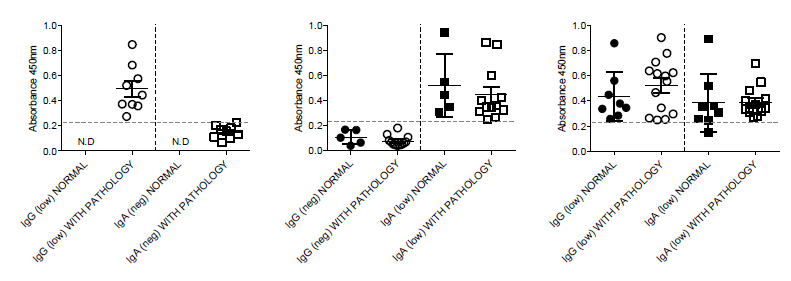 Absorbance 450nm
1.0
0.8
0.6
0.4
0.2
0.0
N.D
N.D
IgG (low) NORMAL
IgG (low) WITH PATHOLOGY
IgA (neg) NORMAL
IgA (neg) WITH PATHOLOGY
Absorbance 450nm
1.0
0.8
0.6
0.4
0.2
0.0
IgG (neg) NORMAL
IgG (neg) WITH PATHOLOGY
IgA (low) NORMAL
IgA (low) WITH PATHOLOGY
Absorbance 450nm
1.0
0.8
0.6
0.4
0.2
0.0
IgG (low) NORMAL
IgG (low) WITH PATHOLOGY
IgA (low) NORMAL
IgA (low) WITH PATHOLOGY